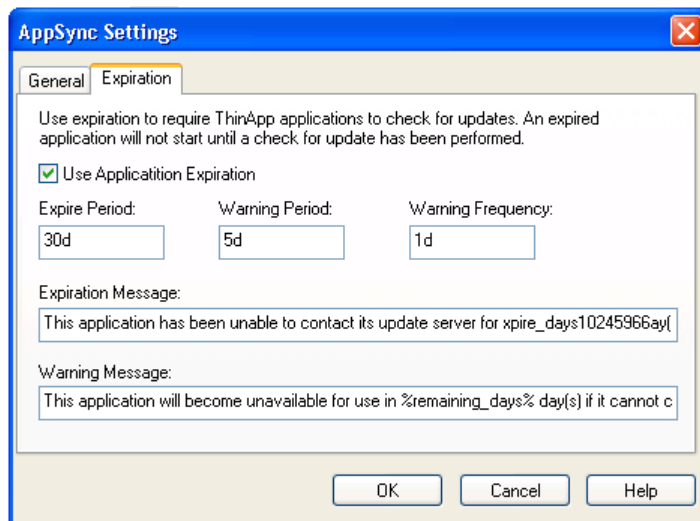 AppSync Settings
General Expiration
Use expiration to require ThinApp applications to check for updates. An expired
application will not start until a check for update has been performed.
Use Applicatition Expiration
Expire Period: Warning Period: Warning Frequency:
30d 5d 1d
Expiration Message:
This application has been unable to contact its update server for xpire_days10245966ay(
Warning Message:
This application will become unavailable for use in %remaining_days% day(s) if it cannot c
OK Cancel Help